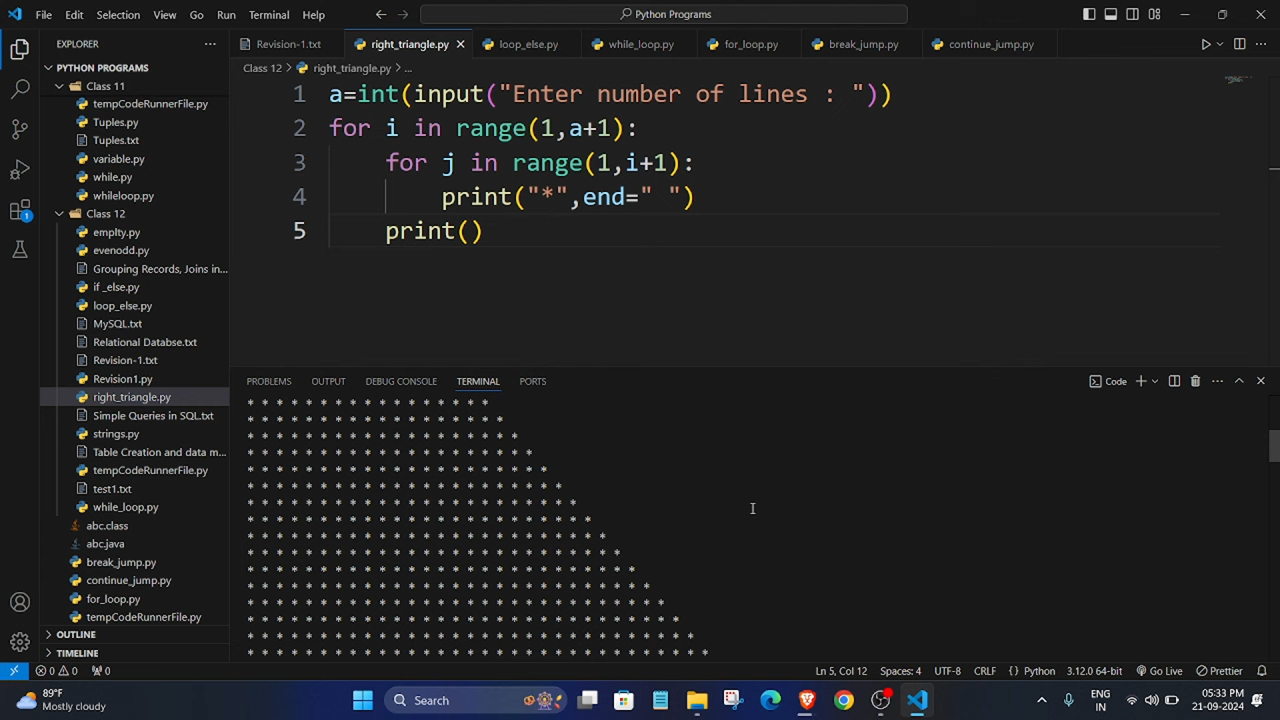 File Edit Selection View Go Run Terminal Help
Python Programs
EXPLORER
Revision-1.txt right_triangle.py loop_else.py while_loop.py for_loop.py break_jump.py continue_jump.py
PYTHON PROGRAMS
Class 12 > right_triangle.py > ...
Class 11
tempCodeRunnerFile.py
Tuples.py
Tuples.txt
variable.py
while.py
whileloop.py
Class 12
emplty.py
evenodd.py
Grouping Records, Joins in...
if _else.py
loop_else.py
MySQL.txt
Relational Databse.txt
Revision-1.txt
Revision1.py
right_triangle.py
Simple Queries in SQL.txt
strings.py
Table Creation and data m...
tempCodeRunnerFile.py
test1.txt
while_loop.py
abc.class
abc.java
break_jump.py
continue_jump.py
for_loop.py
tempCodeRunnerFile.py
OUTLINE
TIMELINE
1 a=int(input("Enter number of lines : "))
2 for i in range(1,a+1):
3 for j in range(1,i+1):
4 print("*",end=" ")
5 print()
PROBLEMS OUTPUT DEBUG CONSOLE TERMINAL PORTS
Code
* * * * * * * * * * * * * * * * *
* * * * * * * * * * * * * * * * * *
* * * * * * * * * * * * * * * * * * *
* * * * * * * * * * * * * * * * * * * *
* * * * * * * * * * * * * * * * * * * * *
* * * * * * * * * * * * * * * * * * * * * *
* * * * * * * * * * * * * * * * * * * * * * *
* * * * * * * * * * * * * * * * * * * * * * * *
* * * * * * * * * * * * * * * * * * * * * * * * *
* * * * * * * * * * * * * * * * * * * * * * * * * *
* * * * * * * * * * * * * * * * * * * * * * * * * * *
* * * * * * * * * * * * * * * * * * * * * * * * * * * *
* * * * * * * * * * * * * * * * * * * * * * * * * * * * *
* * * * * * * * * * * * * * * * * * * * * * * * * * * * * *
* * * * * * * * * * * * * * * * * * * * * * * * * * * * * * *
* * * * * * * * * * * * * * * * * * * * * * * * * * * * * * * *
0 0 0 Ln 5, Col 12 Spaces: 4 UTF-8 CRLF Python 3.12.0 64-bit Go Live Prettier
89°F
Mostly cloudy
Search
ENG
IN
05:33 PM
21-09-2024